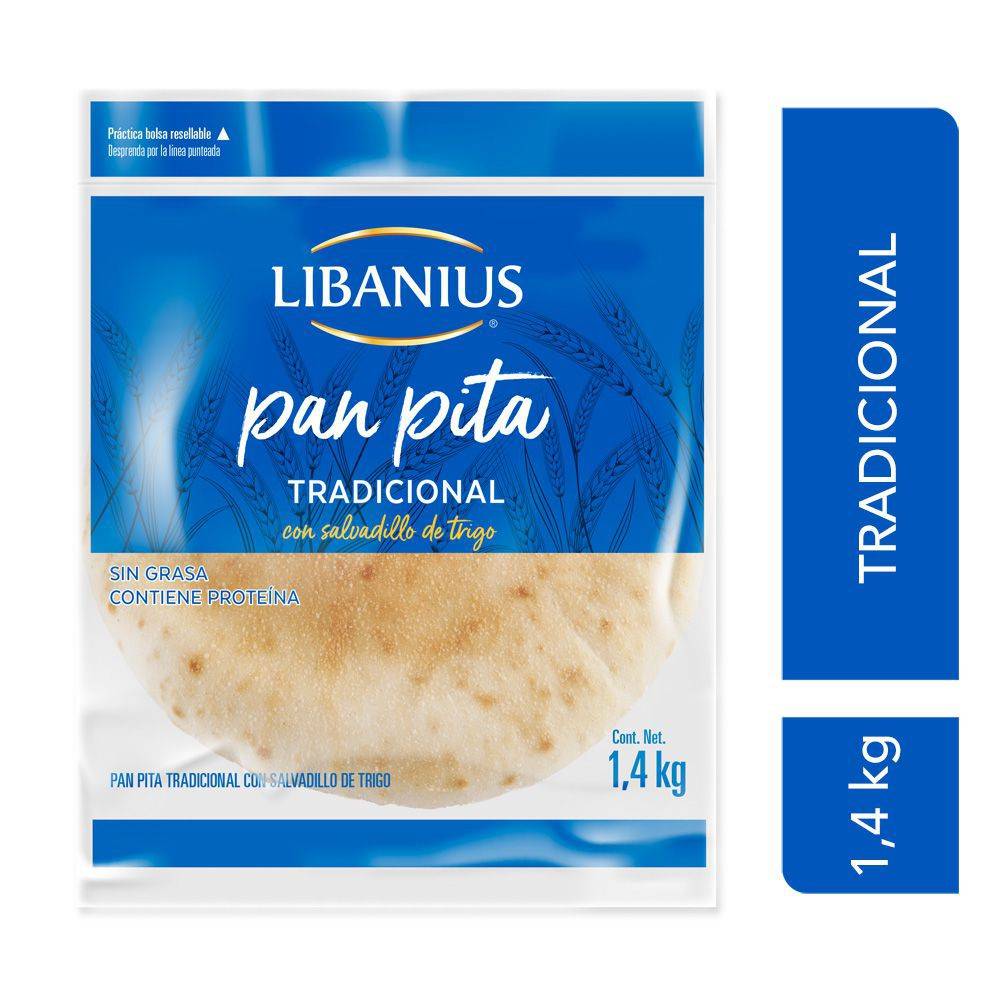 Práctica bolsa resellable ▲
Desprenda por la línea punteada
LIBANIUS
®
pan pita
TRADICIONAL
con salvadillo de trigo
SIN GRASA
CONTIENE PROTEÍNA
Cont. Net.
1,4 kg
PAN PITA TRADICIONAL CON SALVADILLO DE TRIGO
TRADICIONAL
1,4 kg